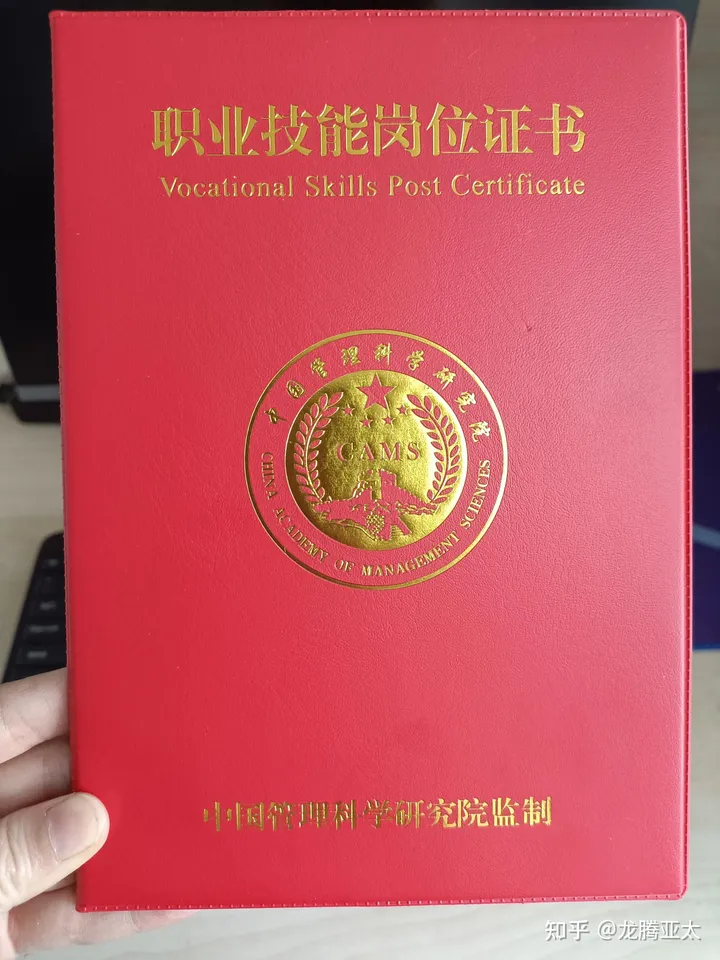 职业技能岗位证书
Vocational Skills Post Certificate
中国管理科学研究院
CAMS
CHINA ACADEMY OF MANAGEMENT SCIENCES
中国管理科学研究院监制
知乎 @龙腾亚太